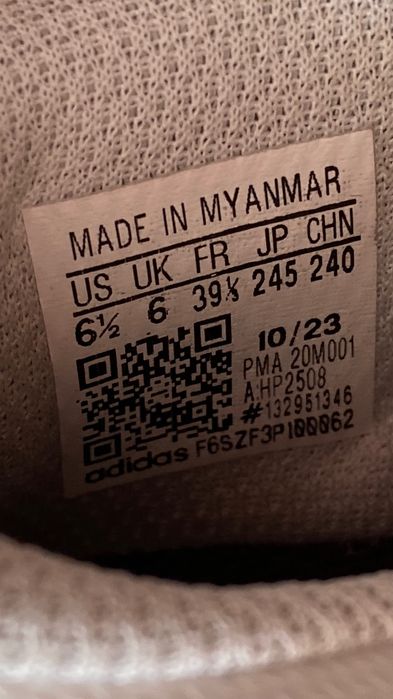 MADE IN MYANMAR
US UK FR JP CHN
6½ 6 39⅓ 245 240
10/23
PMA 20M001
A:HP2508
#132951346
adidas F6SZF3P100062